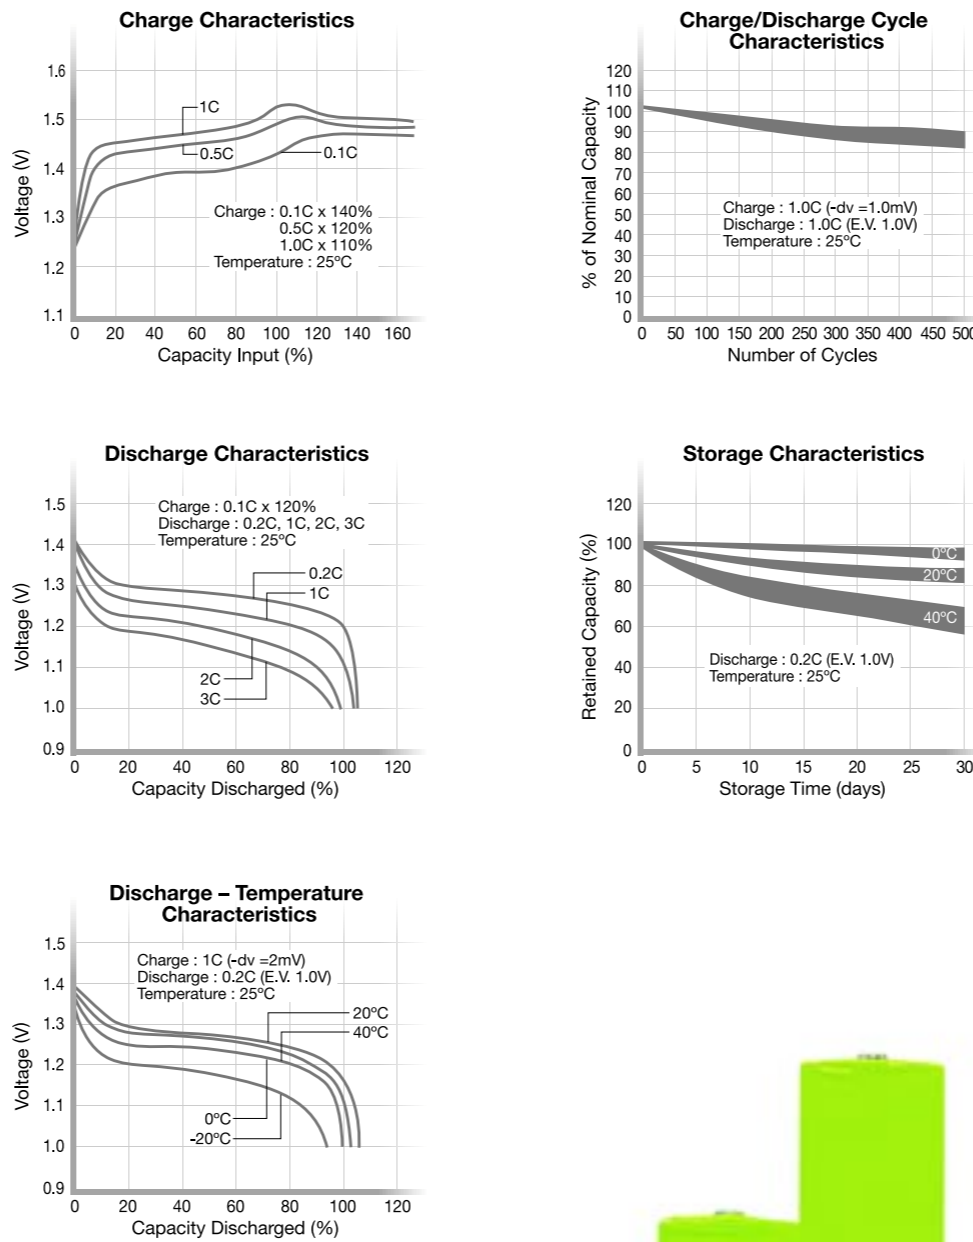 Charge Characteristics
1.6
1.5
1.4
1.3
1.2
1.1
Voltage (V)
1C
0.5C
0.1C
Charge : 0.1C x 140%
0.5C x 120%
1.0C x 110%
Temperature : 25ºC
0 20 40 60 80 100 120 140 160
Capacity Input (%)
Charge/Discharge Cycle
Characteristics
120
110
100
90
80
70
60
50
40
30
20
10
0
% of Nominal Capacity
Charge : 1.0C (-dv =1.0mV)
Discharge : 1.0C (E.V. 1.0V)
Temperature : 25ºC
0 50 100 150 200 250 300 350 400 450 500
Number of Cycles
Discharge Characteristics
1.5
1.4
1.3
1.2
1.1
1.0
0.9
Voltage (V)
Charge : 0.1C x 120%
Discharge : 0.2C, 1C, 2C, 3C
Temperature : 25ºC
0.2C
1C
2C
3C
0 20 40 60 80 100 120
Capacity Discharged (%)
Storage Characteristics
120
100
80
60
40
20
0
Retained Capacity (%)
0ºC
20ºC
40ºC
Discharge : 0.2C (E.V. 1.0V)
Temperature : 25ºC
0 5 10 15 20 25 30
Storage Time (days)
Discharge – Temperature
Characteristics
1.5
1.4
1.3
1.2
1.1
1.0
0.9
Voltage (V)
Charge : 1C (-dv =2mV)
Discharge : 0.2C (E.V. 1.0V)
Temperature : 25ºC
20ºC
40ºC
0ºC
-20ºC
0 20 40 60 80 100 120
Capacity Discharged (%)